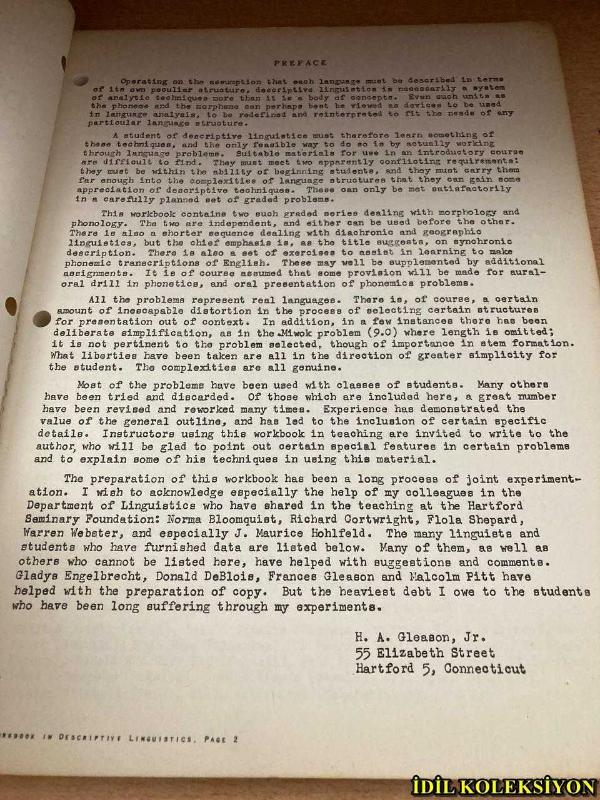 PREFACE
Operating on the assumption that each language must be described in terms
of its own peculiar structure, descriptive linguistics is necessarily a system
of analytic techniques more than it is a body of concepts. Even such units as
the phoneme and the morpheme can perhaps best be viewed as devices to be used
in language analysis, to be redefined and reinterpreted to fit the needs of any
particular language structure.
A student of descriptive linguistics must therefore learn something of
these techniques, and the only feasible way to do so is by actually working
through language problems. Suitable materials for use in an introductory course
are difficult to find. They must meet two apparently conflicting requirements:
they must be within the ability of beginning students, and they must carry them
far enough into the complexities of language structures that they can gain some
appreciation of descriptive techniques. These can only be met satisfactorily
in a carefully planned set of graded problems.
This workbook contains two such graded series dealing with morphology and
phonology. The two are independent, and either can be used before the other.
There is also a shorter sequence dealing with diachronic and geographic
linguistics, but the chief emphasis is, as the title suggests, on synchronic
description. There is also a set of exercises to assist in learning to make
phonemic transcriptions of English. These may well be supplemented by additional
assignments. It is of course assumed that some provision will be made for aural-
oral drill in phonetics, and oral presentation of phonemics problems.
All the problems represent real languages. There is, of course, a certain
amount of inescapable distortion in the process of selecting certain structures
for presentation out of context. In addition, in a few instances there has been
deliberate simplification, as in the Miwok problem (9.0) where length is omitted;
it is not pertinent to the problem selected, though of importance in stem formation.
What liberties have been taken are all in the direction of greater simplicity for
the student. The complexities are all genuine.
Most of the problems have been used with classes of students. Many others
have been tried and discarded. Of those which are included here, a great number
have been revised and reworked many times. Experience has demonstrated the
value of the general outline, and has led to the inclusion of certain specific
details. Instructors using this workbook in teaching are invited to write to the
author, who will be glad to point out certain special features in certain problems
and to explain some of his techniques in using this material.
The preparation of this workbook has been a long process of joint experiment-
ation. I wish to acknowledge especially the help of my colleagues in the
Department of Linguistics who have shared in the teaching at the Hartford
Seminary Foundation: Norma Bloomquist, Richard Cortwright, Flola Shepard,
Warren Webster, and especially J. Maurice Hohlfeld. The many linguists and
students who have furnished data are listed below. Many of them, as well as
others who cannot be listed here, have helped with suggestions and comments.
Gladys Engelbrecht, Donald DeBlois, Frances Gleason and Malcolm Pitt have
helped with the preparation of copy. But the heaviest debt I owe to the students
who have been long suffering through my experiments.
H. A. Gleason, Jr.
55 Elizabeth Street
Hartford 5, Connecticut
ORKBOOK IN DESCRIPTIVE LINGUISTICS, PAGE 2
İDİL KOLEKSİYON